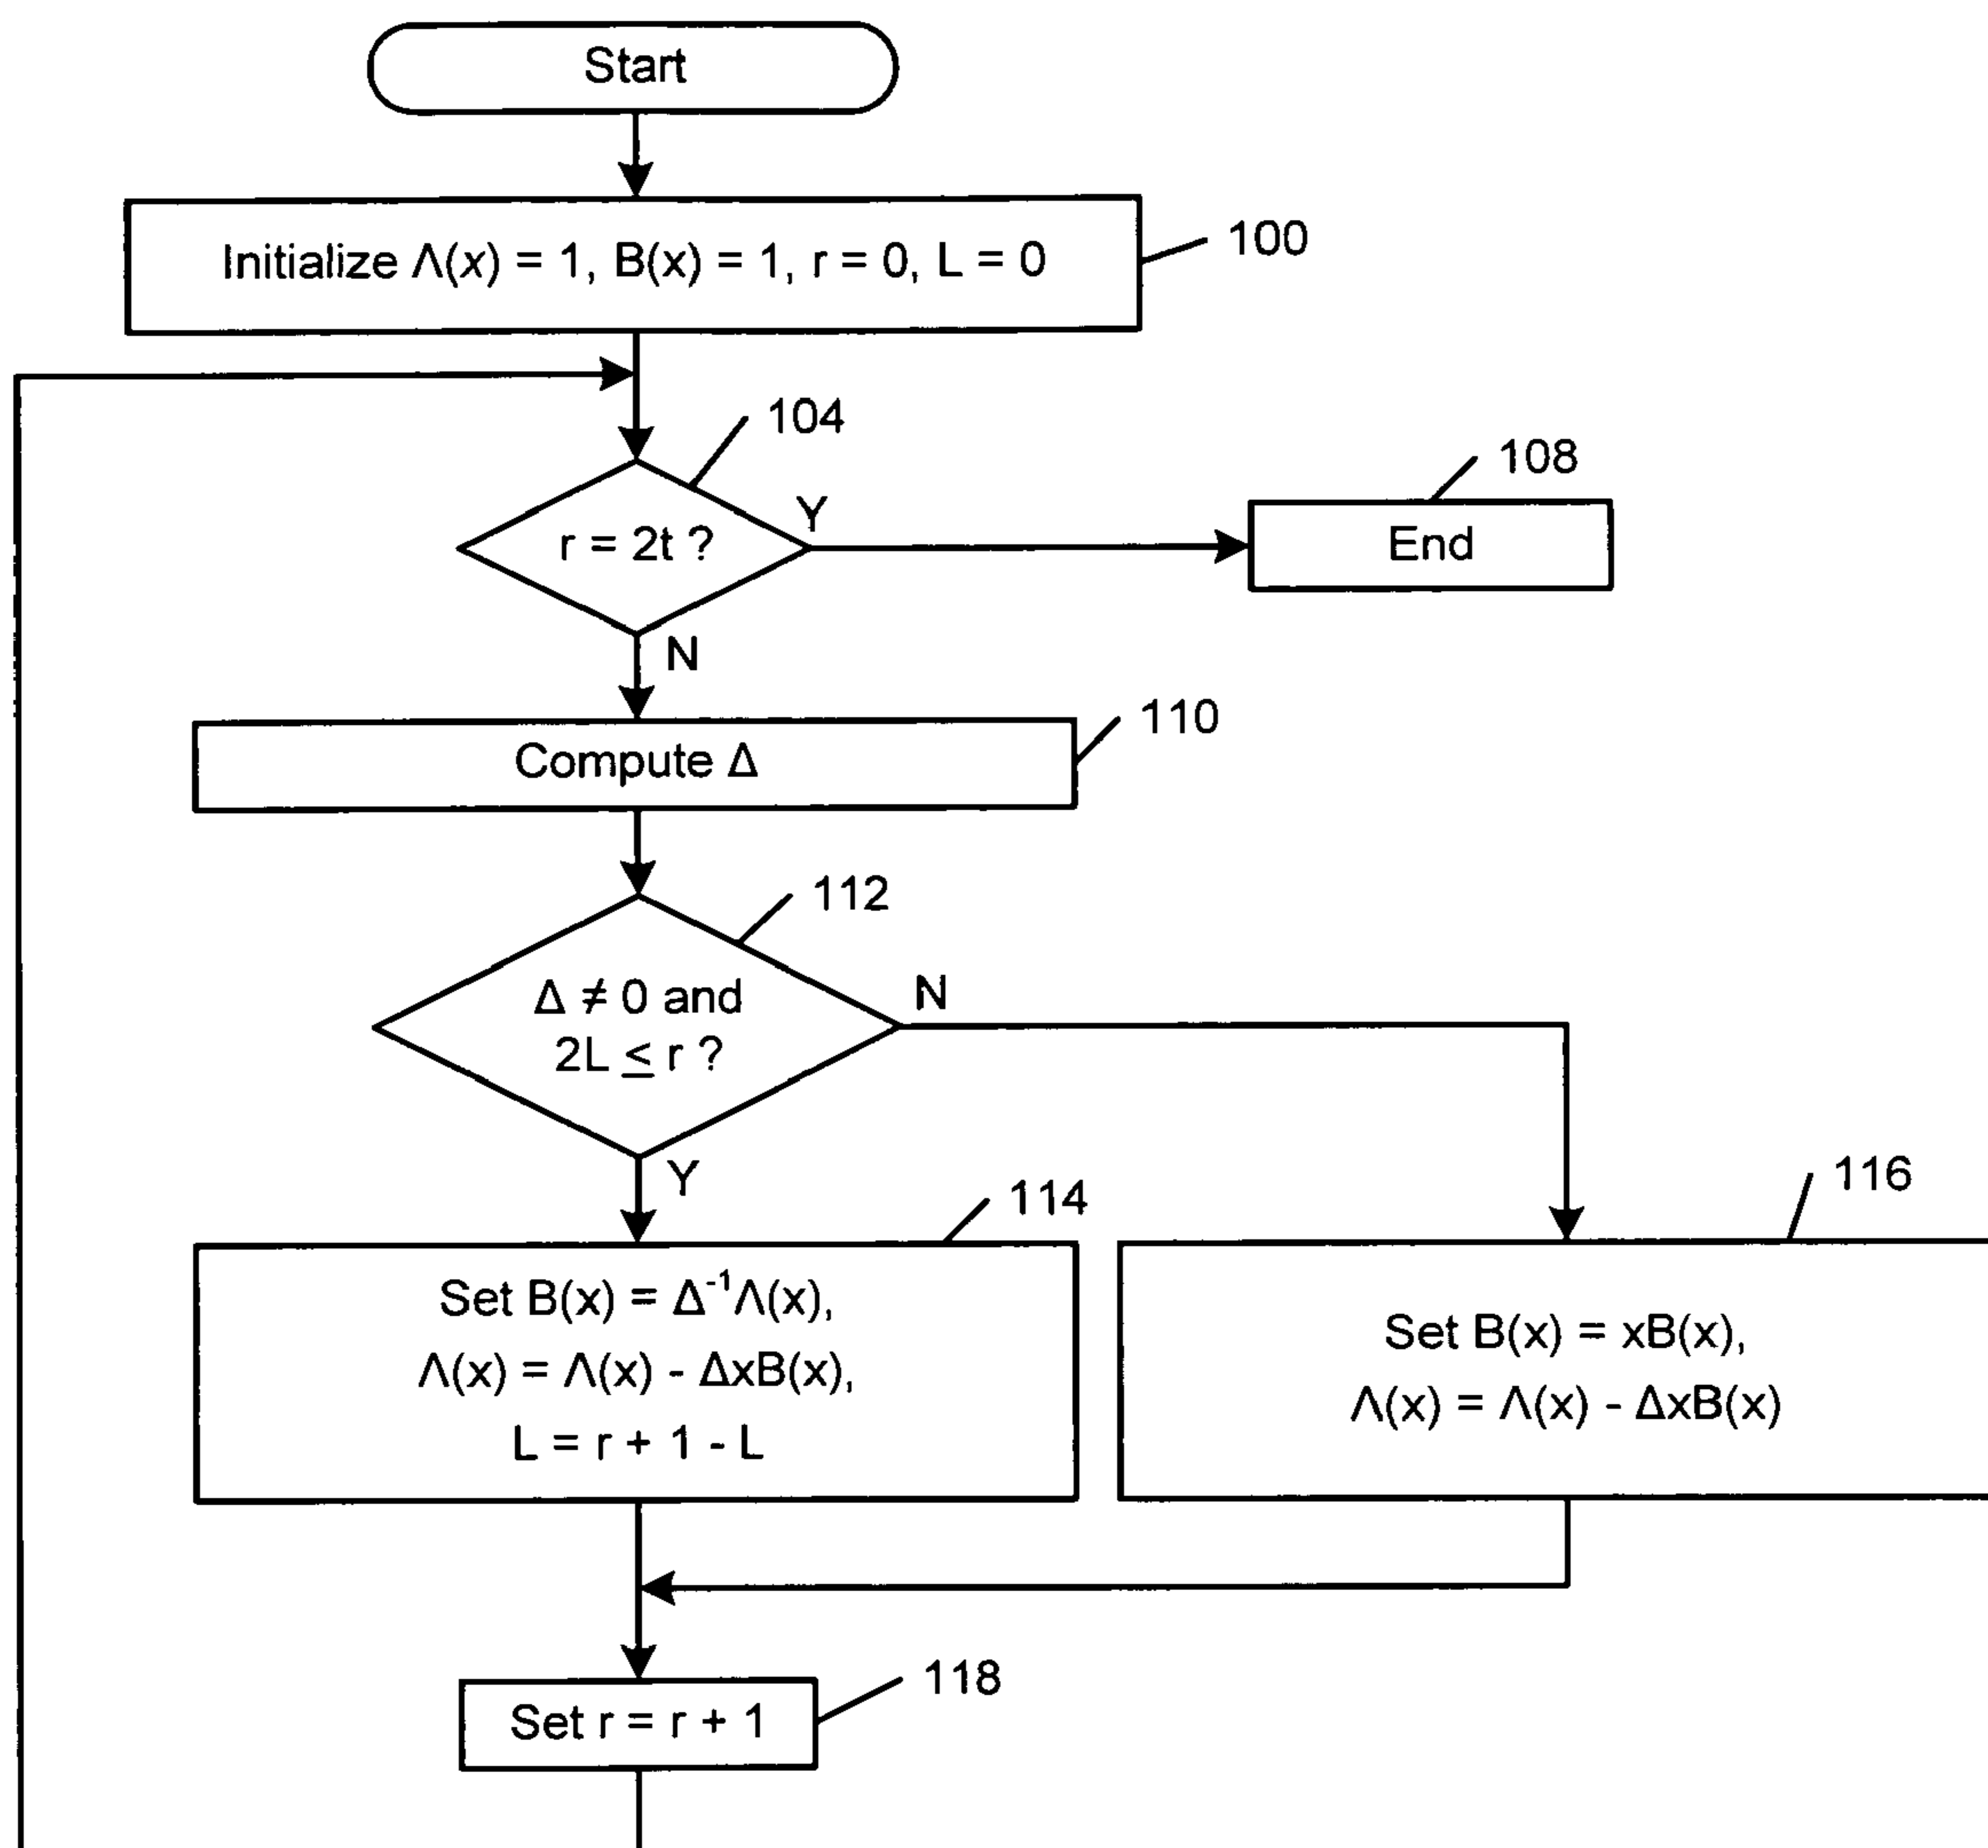 Start
Initialize Λ(x) = 1, B(x) = 1, r = 0, L = 0
100
104
r = 2t ?
Y
108
End
N
Compute Δ
110
112
Δ ≠ 0 and
2L ≤ r ?
N
Y
114
Set B(x) = Δ⁻¹Λ(x),
Λ(x) = Λ(x) - ΔxB(x),
L = r + 1 - L
116
Set B(x) = xB(x),
Λ(x) = Λ(x) - ΔxB(x)
118
Set r = r + 1